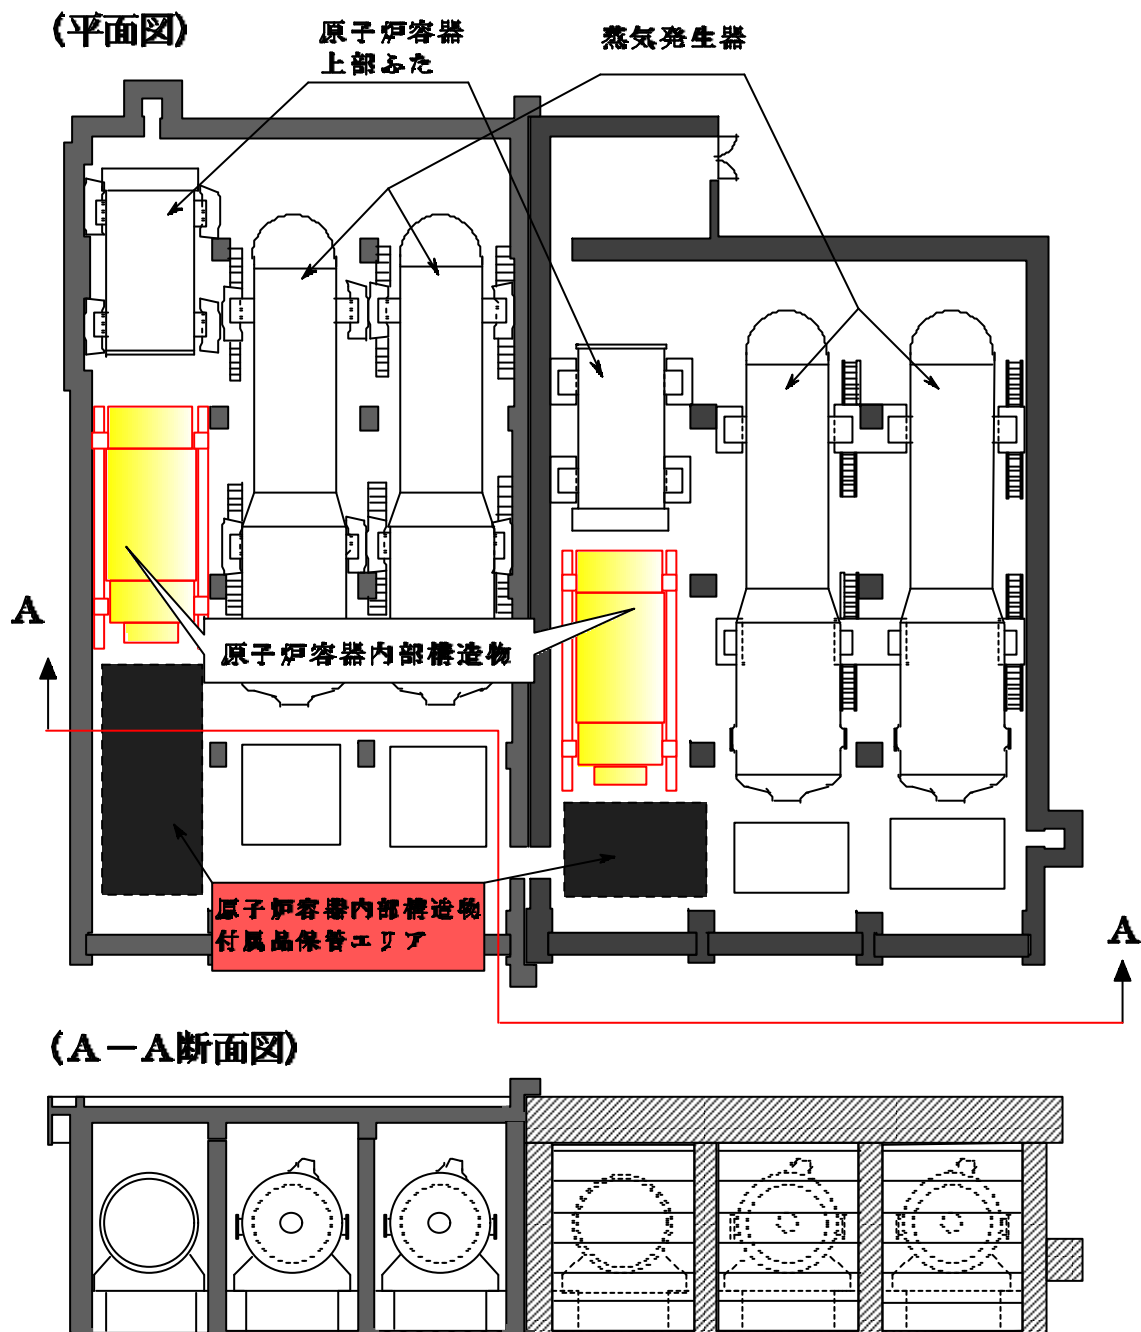 (平面図)
原子炉容器
上部ふた
蒸気発生器
A
原子炉容器内部構造物
原子炉容器内部構造物
付属品保管エリア
A
(A－A断面図)